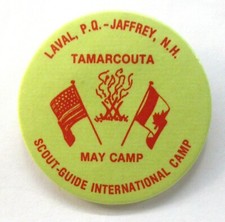 LAVAL, P.Q.-JAFFREY, N.H.
TAMARCOUTA
MAY CAMP
SCOUT-GUIDE INTERNATIONAL CAMP